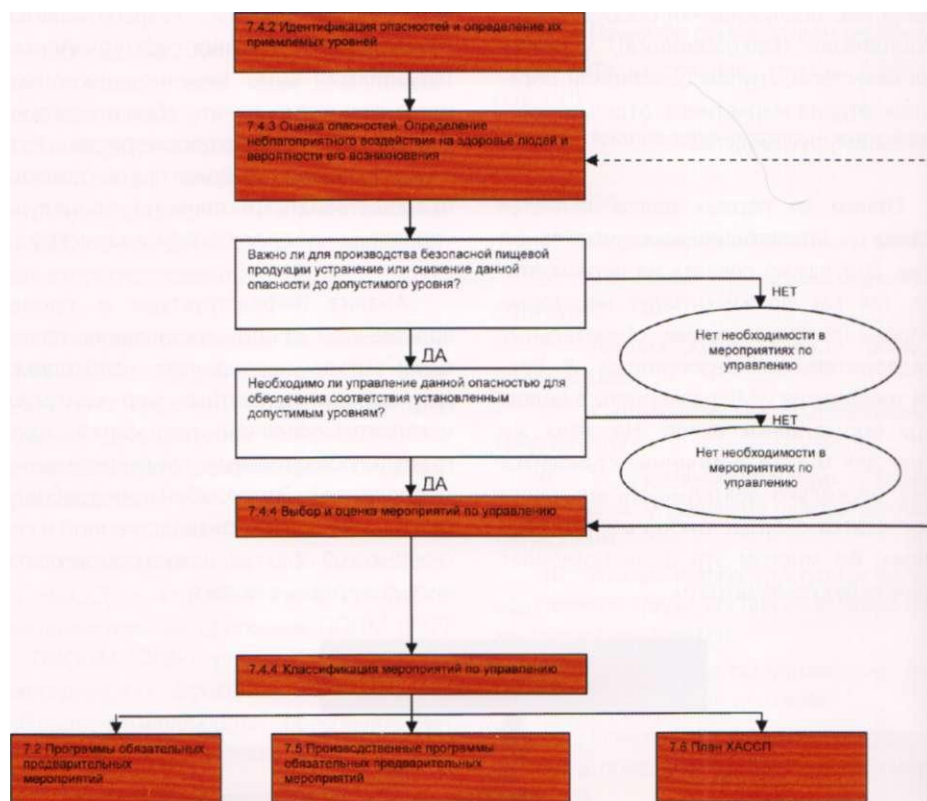 7.4.2 Идентификация опасностей и определение их
приемлемых уровней
7.4.3 Оценка опасностей. Определение
неблагоприятного воздействия на здоровье людей и
вероятности его возникновения
Важно ли для производства безопасной пищевой
продукции устранение или снижение данной
опасности до допустимого уровня?
НЕТ
Нет необходимости в
мероприятиях по
управлению
ДА
Необходимо ли управление данной опасностью для
обеспечения соответствия установленным
допустимым уровням?
НЕТ
Нет необходимости в
мероприятиях по
управлению
ДА
7.4.4 Выбор и оценка мероприятий по управлению
7.4.4 Классификация мероприятий по управлению
7.2 Программы обязательных
предварительных
мероприятий
7.5 Производственные программы
обязательных предварительных
мероприятий
7.6 План ХАССП